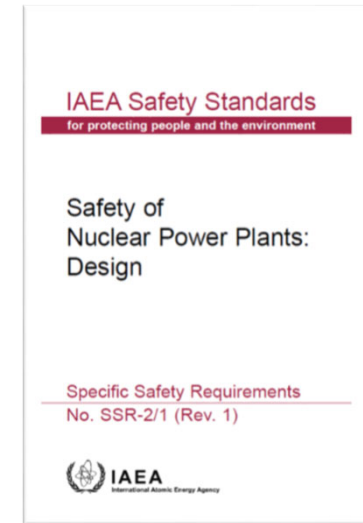 IAEA Safety Standards
for protecting people and the environment
Safety of
Nuclear Power Plants:
Design
Specific Safety Requirements
No. SSR-2/1 (Rev. 1)
IAEA
International Atomic Energy Agency